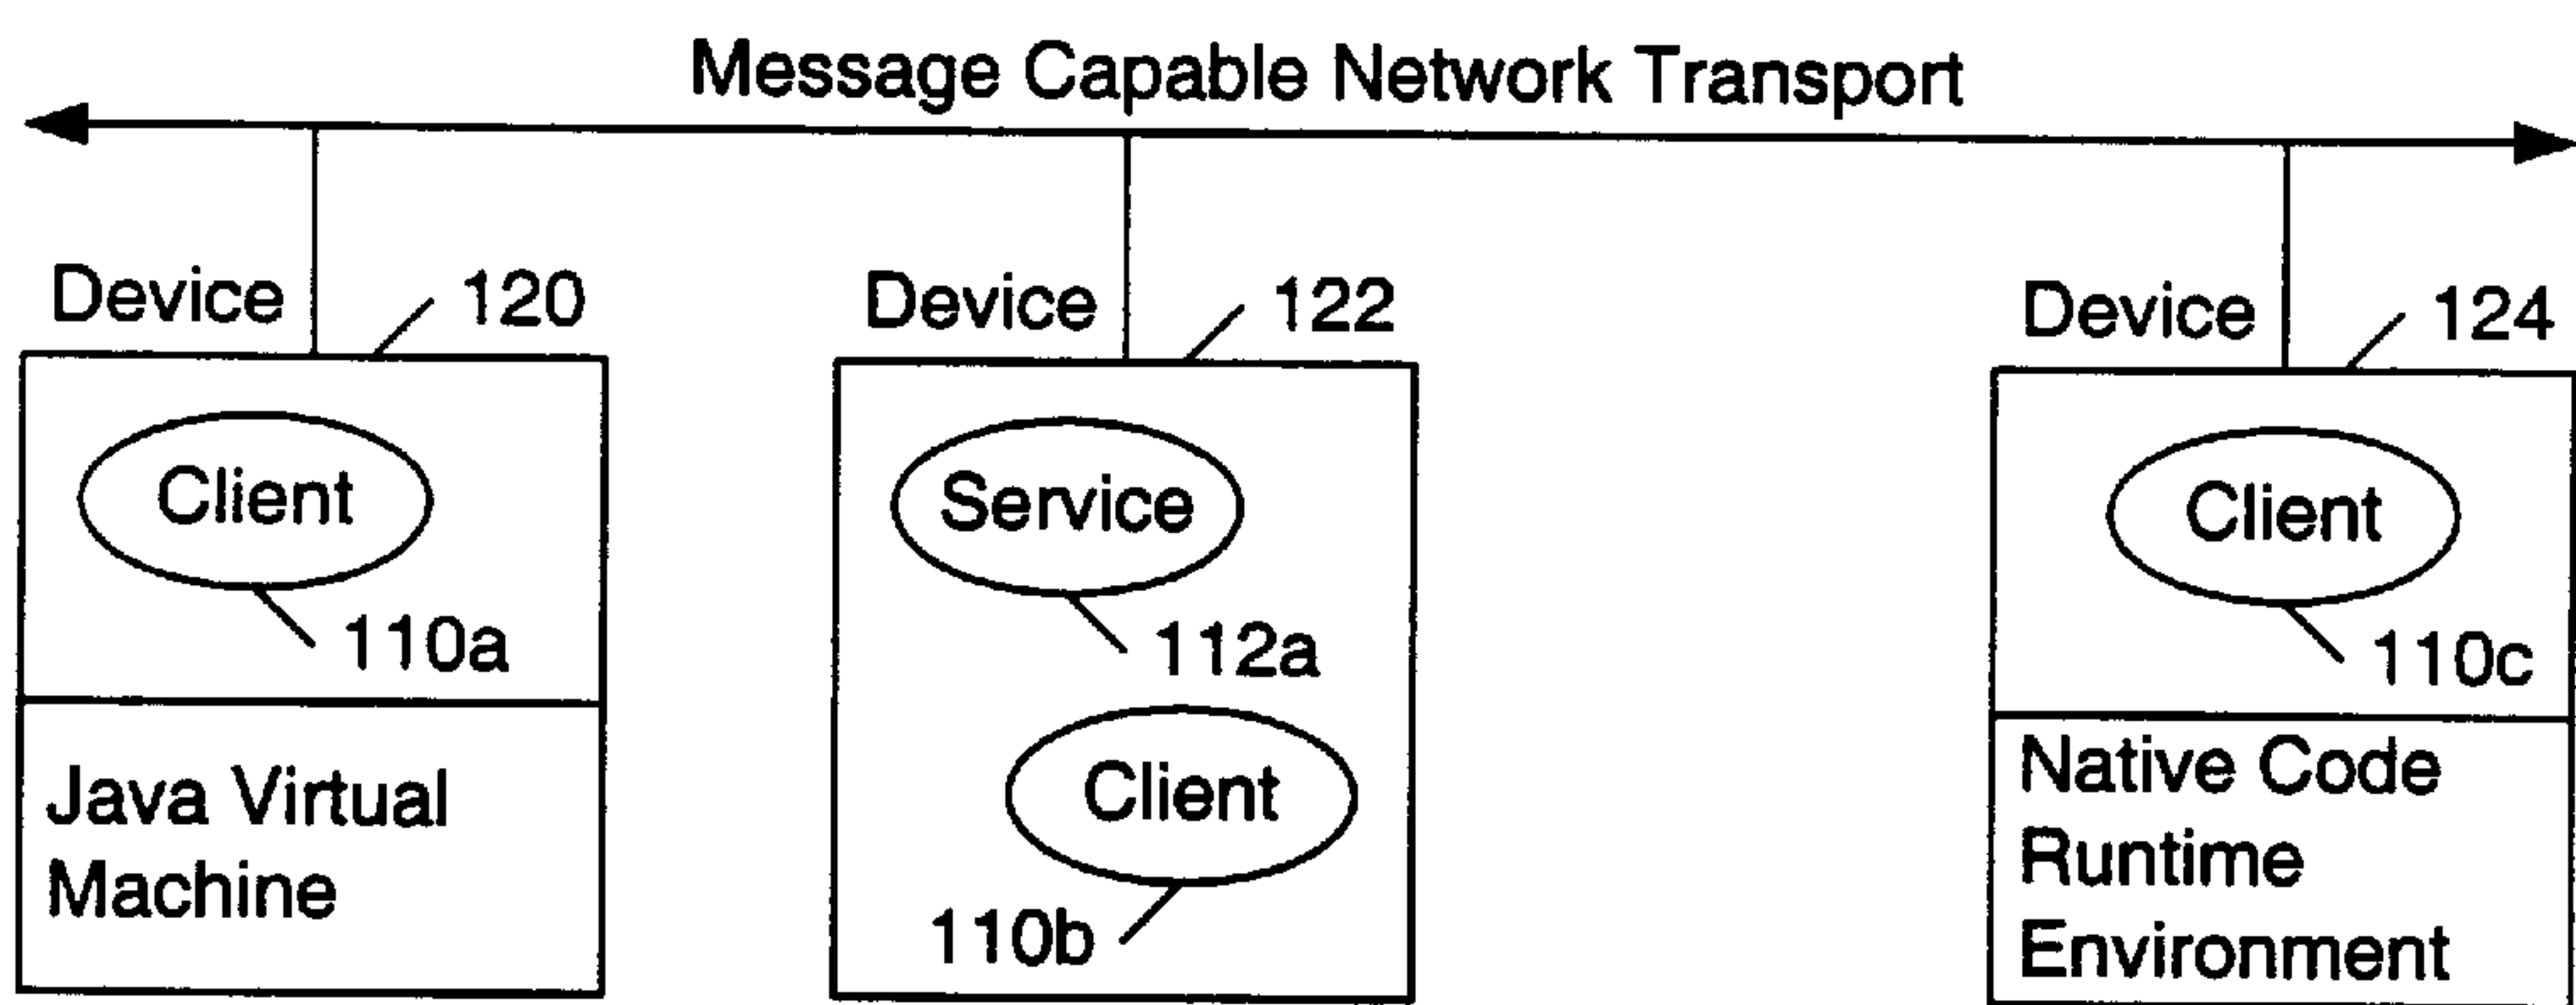 Message Capable Network Transport
Device 120
Device 122
Device 124
Client
110a
Java Virtual
Machine
Service
112a
Client
110b
Client
110c
Native Code
Runtime
Environment